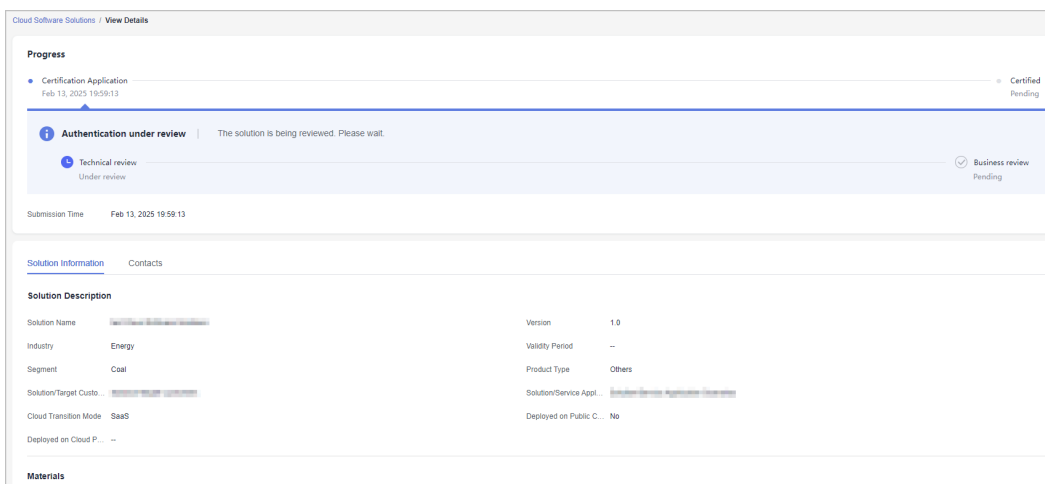 Cloud Software Solutions / View Details
Progress
Certification Application Certified
Feb 13, 2025 19:59:13 Pending
Authentication under review | The solution is being reviewed. Please wait.
Technical review Business review
Under review Pending
Submission Time Feb 13, 2025 19:59:13
Solution Information Contacts
Solution Description
Solution Name Version 1.0
Industry Energy Validity Period --
Segment Coal Product Type Others
Solution/Target Custo... Solution/Service Appl...
Cloud Transition Mode SaaS Deployed on Public C... No
Deployed on Cloud P... --
Materials